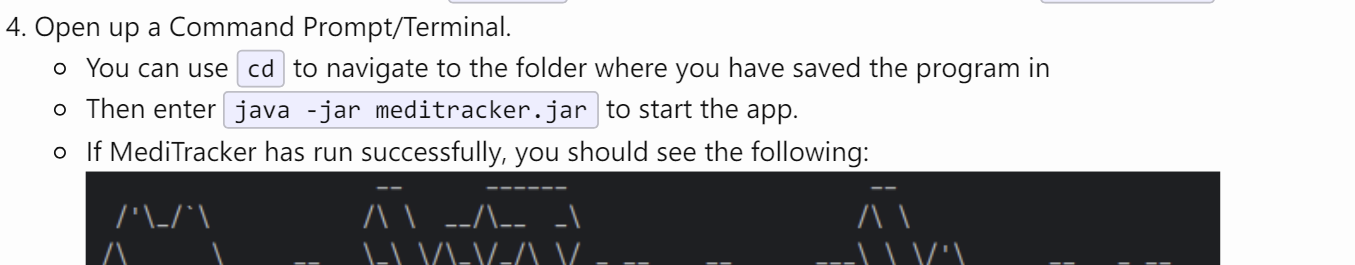 4. Open up a Command Prompt/Terminal.
You can use cd to navigate to the folder where you have saved the program in
Then enter java -jar meditracker.jar to start the app.
If MediTracker has run successfully, you should see the following: